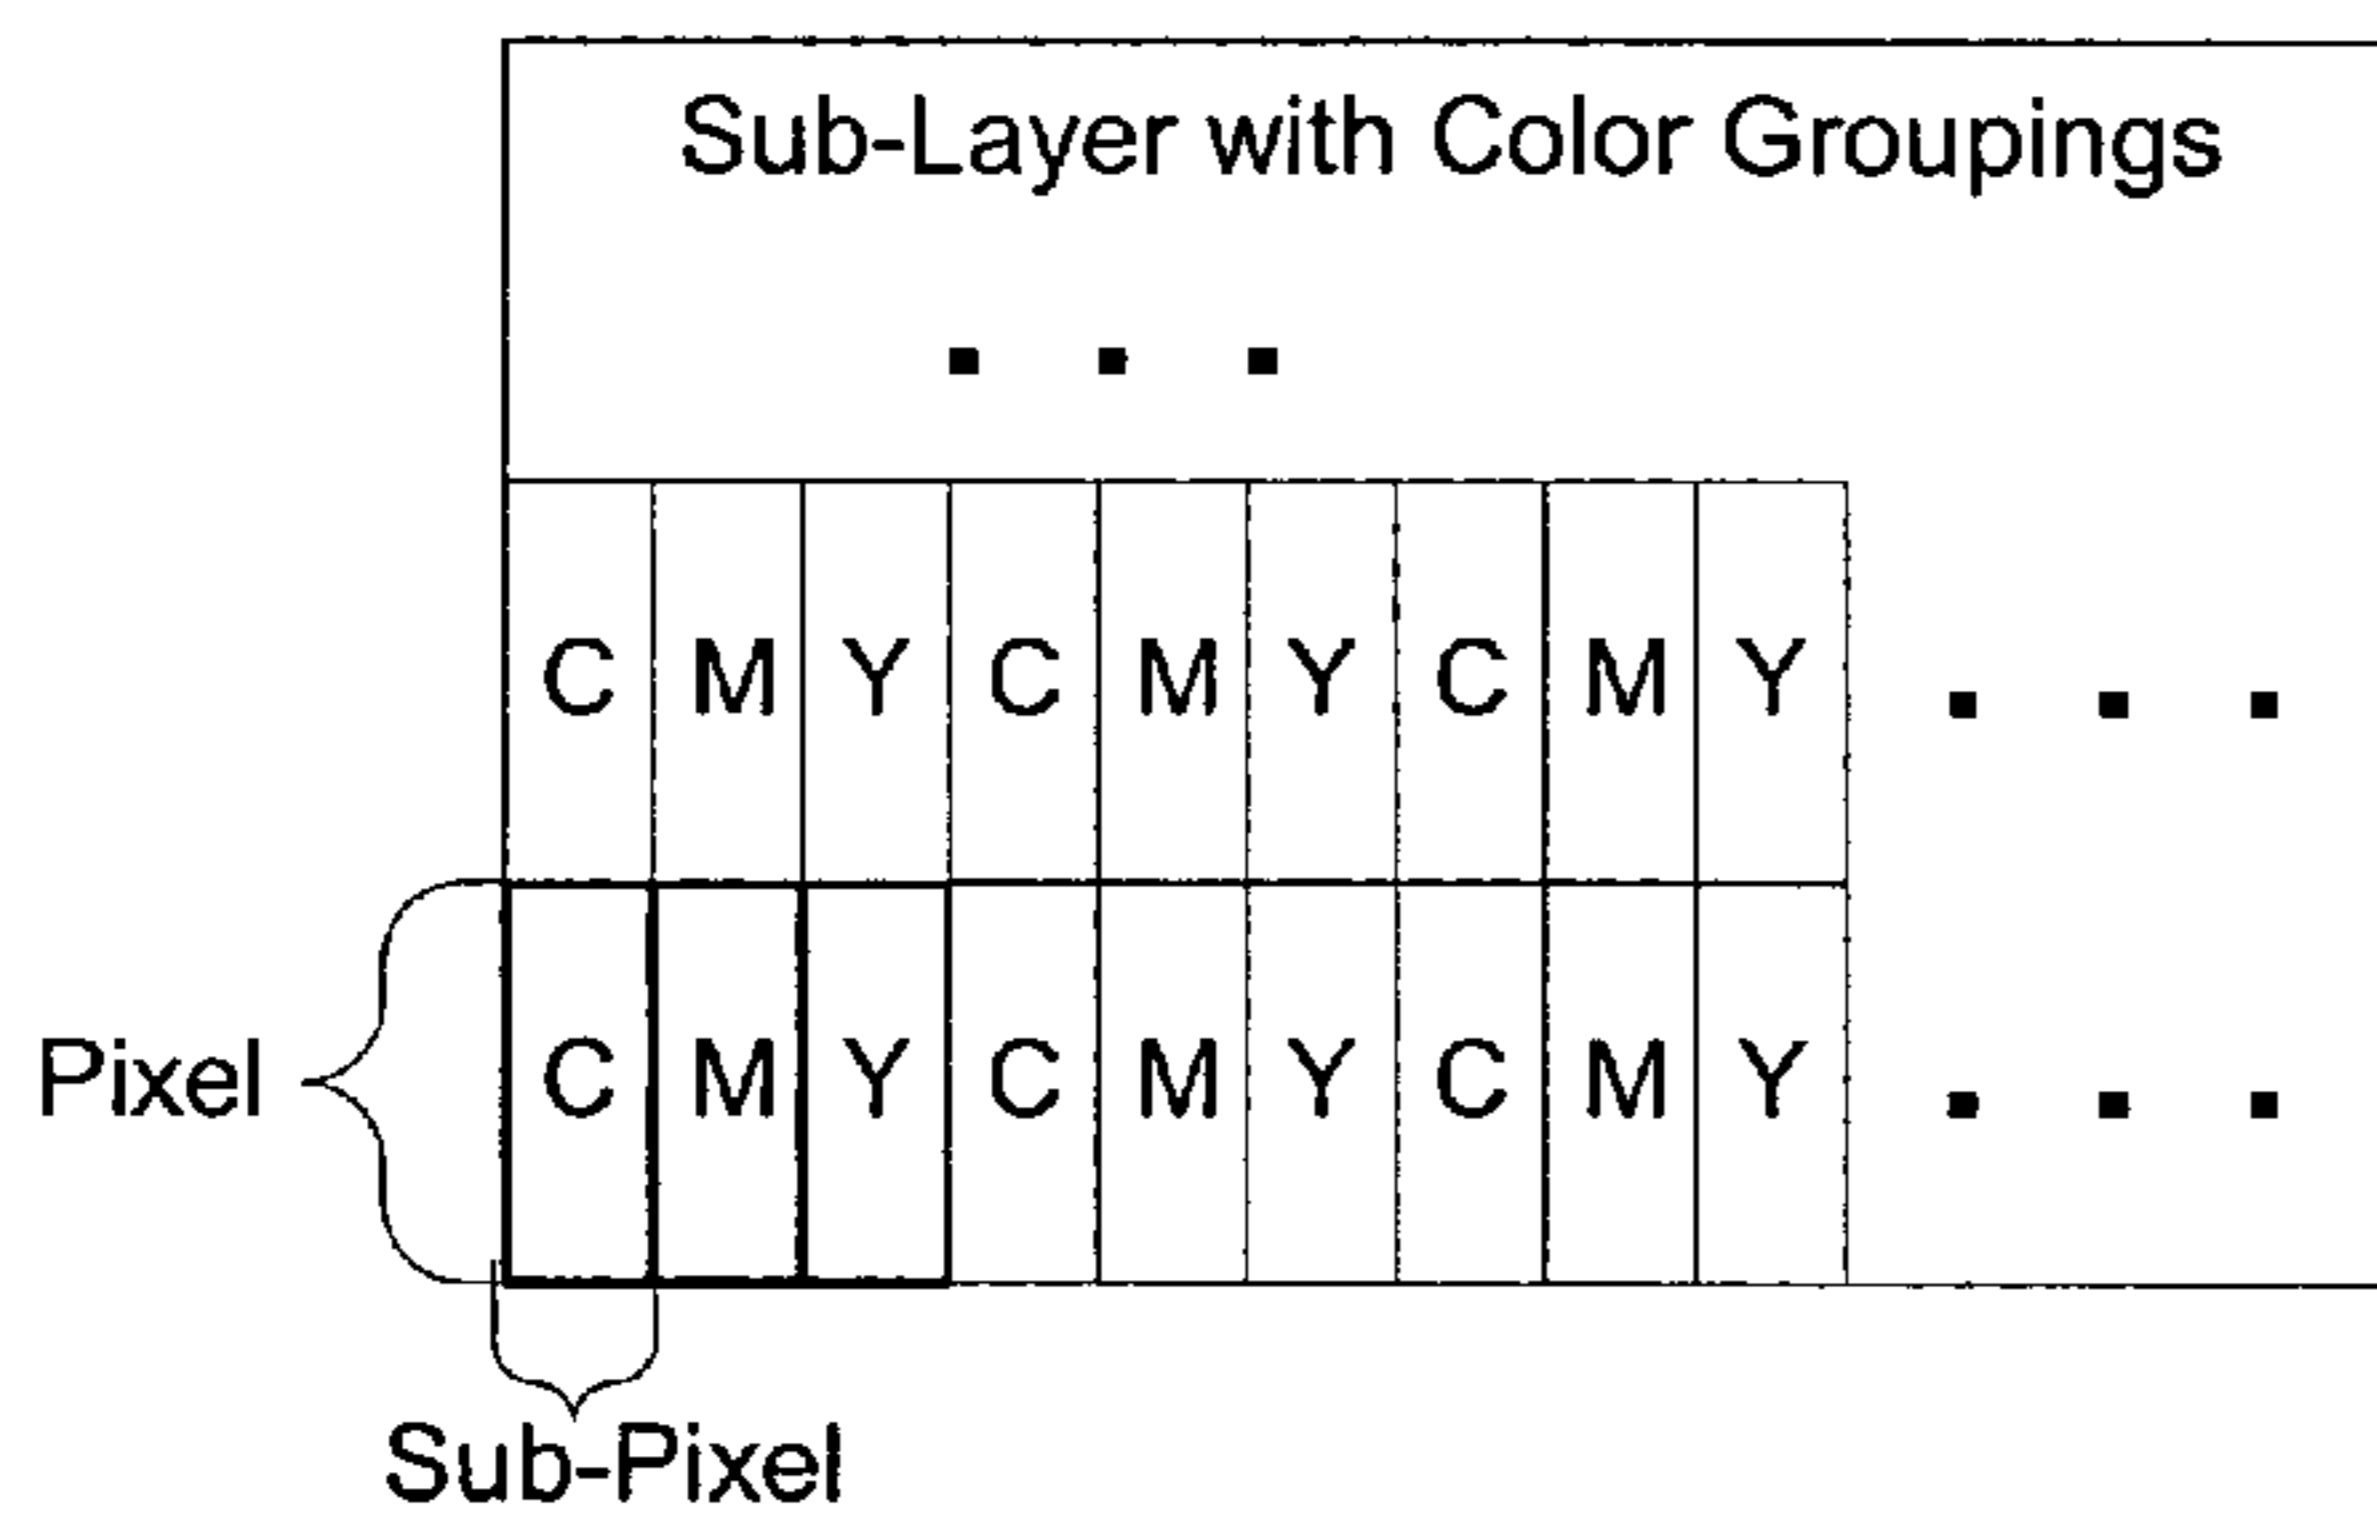 Sub-Layer with Color Groupings
. . .
C M Y C M Y C M Y . . .
Pixel C M Y C M Y C M Y . . .
Sub-Pixel